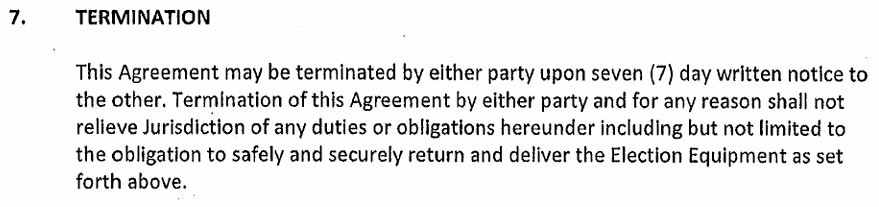 7. TERMINATION
This Agreement may be terminated by either party upon seven (7) day written notice to
the other. Termination of this Agreement by either party and for any reason shall not
relieve Jurisdiction of any duties or obligations hereunder including but not limited to
the obligation to safely and securely return and deliver the Election Equipment as set
forth above.